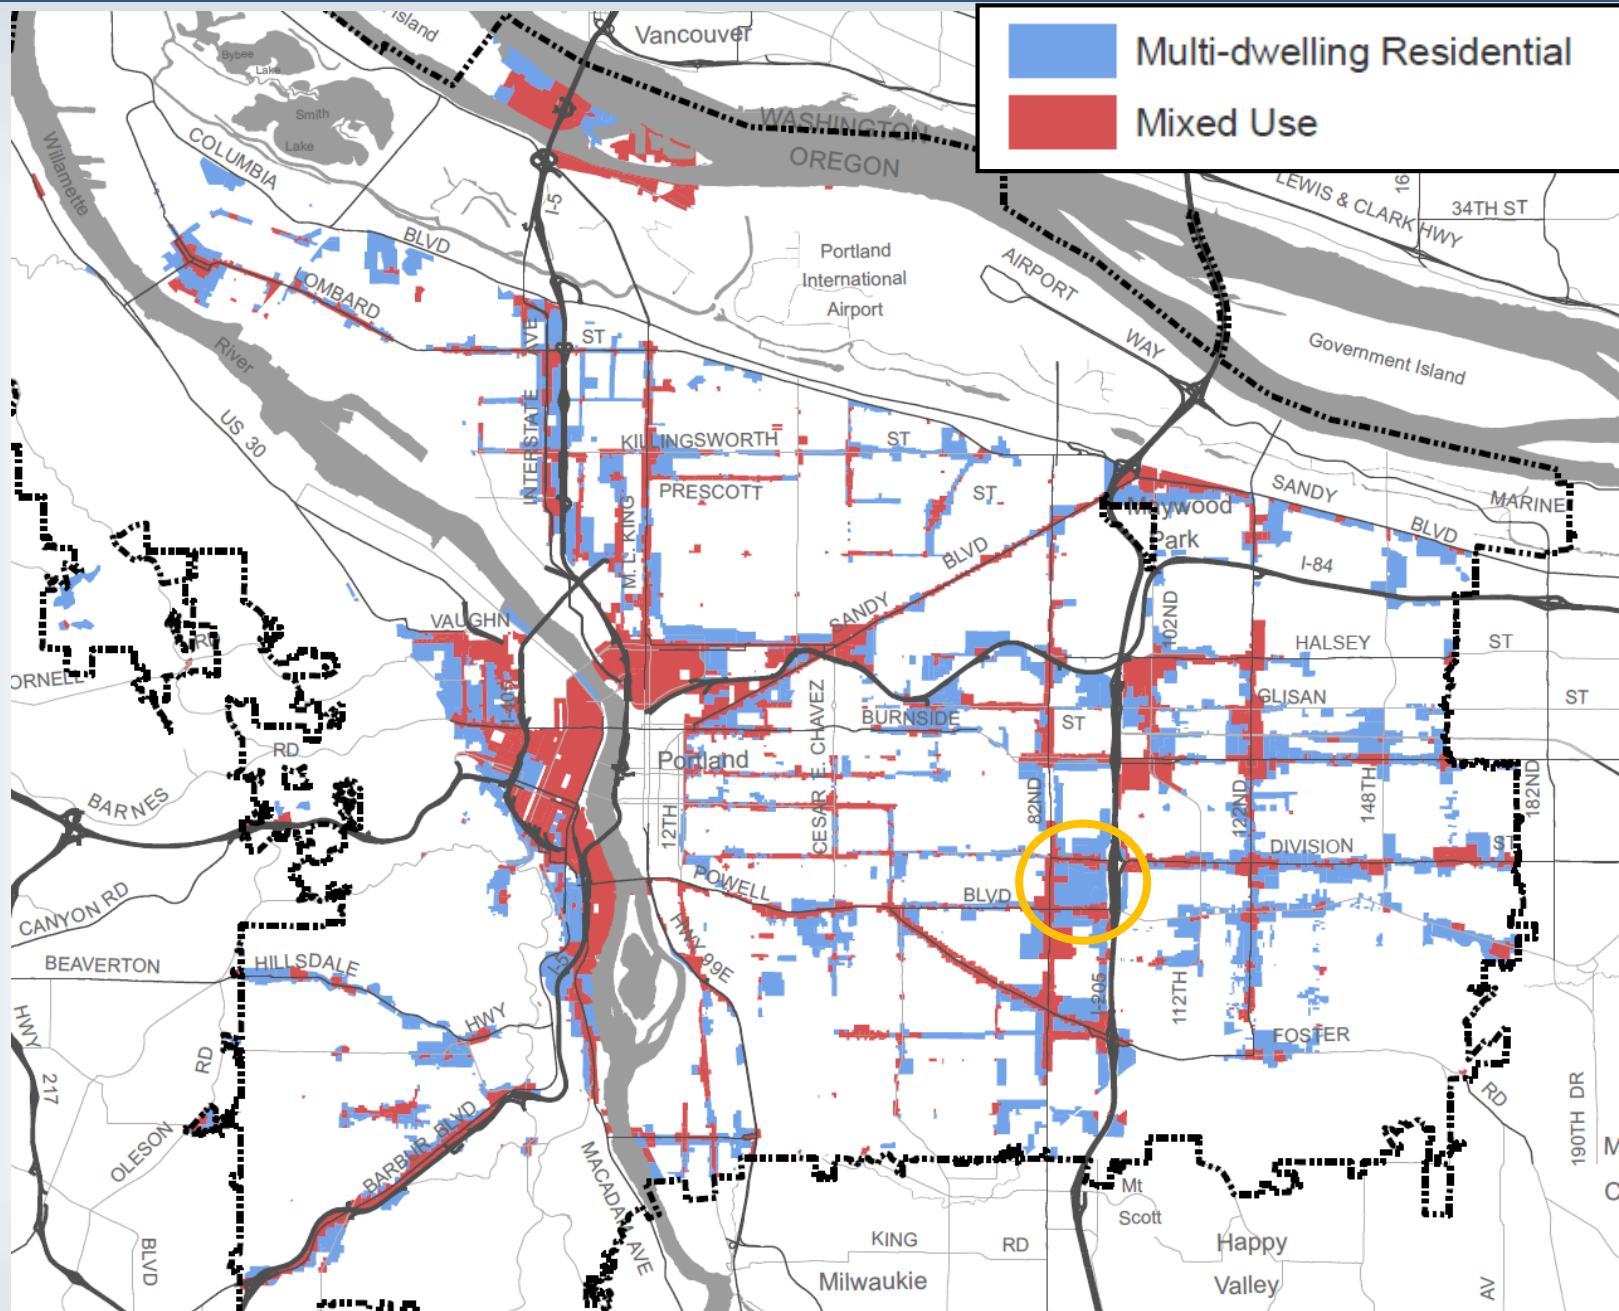 Multi-dwelling Residential
Mixed Use
Island
Vancouver
Bybee
Lake
Smith
Lake
WASHINGTON
OREGON
COLUMBIA
BLVD
Willamette
River
I-5
LEWIS & CLARK HWY
34TH ST
16
Portland
International
Airport
AIRPORT
WAY
Government Island
LOMBARD
ST
US 30
INTERSTATE AVE
KILLINGSWORTH
ST
PRESCOTT
ST
M. L. KING
SANDY
BLVD
Maywood
Park
SANDY
BLVD
MARINE
I-84
VAUGHN
102ND
HALSEY
ST
GLISAN
ST
BURNSIDE
ST
RD
ORNELL
RD
BARNES
I-405
Portland
CESAR E. CHAVEZ
12TH
82ND
122ND
148TH
182ND
DIVISION
ST
POWELL
BLVD
CANYON RD
BEAVERTON
HILLSDALE
HWY
HWY
217
I-5
HWY 99E
I-205
112TH
FOSTER
RD
RD
OLESON
BARBUR BLVD
MACADAM AVE
BLVD
190TH DR
M
C
Mt
Scott
KING
RD
Happy
Valley
Milwaukie
AV